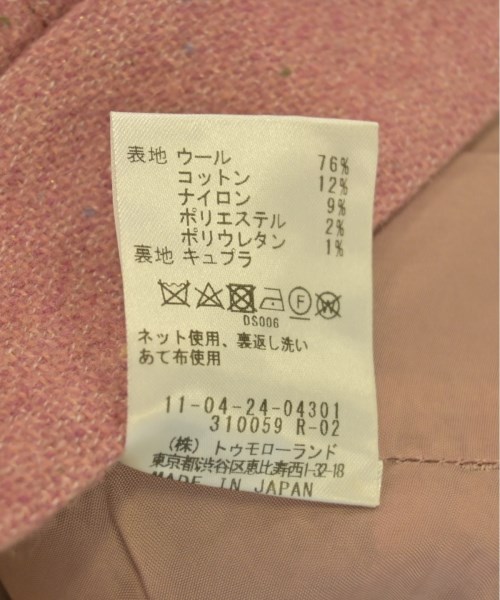 表地 ウール 76%
コットン 12%
ナイロン 9%
ポリエステル 2%
ポリウレタン 1%
裏地 キュプラ
F W
DS006
ネット使用、裏返し洗い
あて布使用
11-04-24-04301
310059 R-02
(株) トゥモローランド
東京都渋谷区恵比寿西1-32-18
MADE IN JAPAN